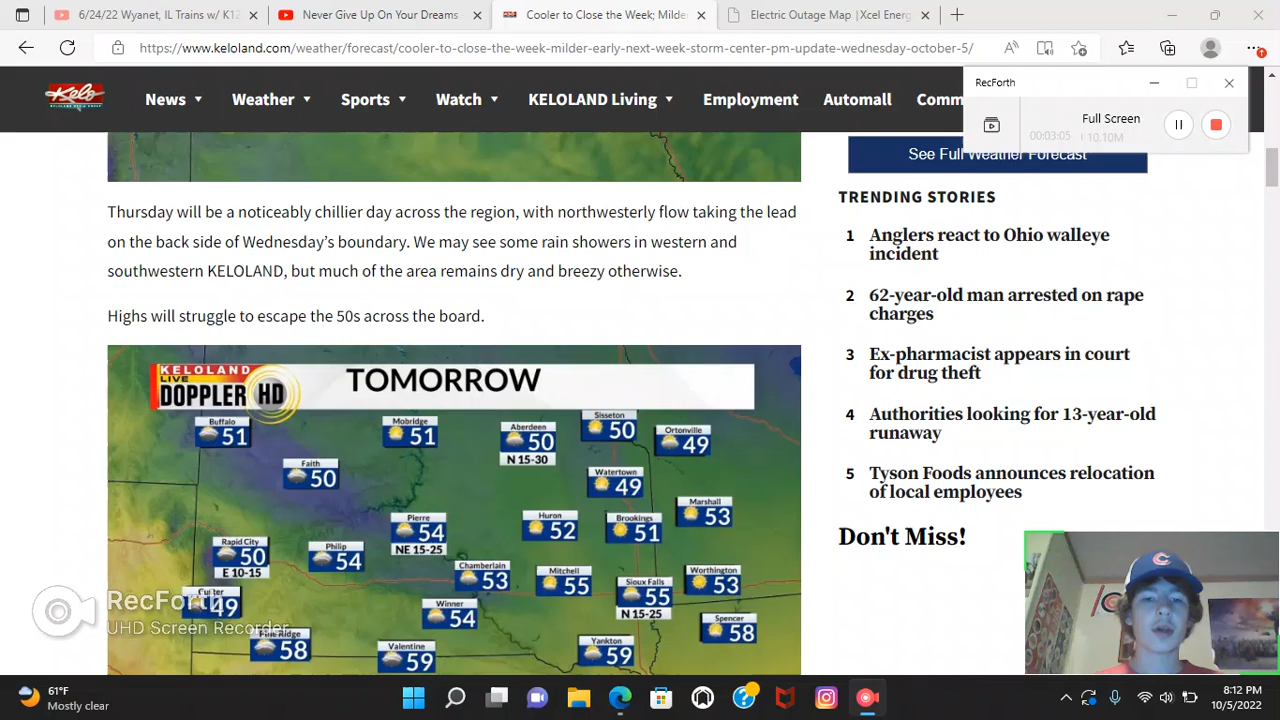 6/24/22 Wyanet, IL Trains w/ K12
Never Give Up On Your Dreams
Cooler to Close the Week; Milder
Electric Outage Map | Xcel Energ
https://www.keloland.com/weather/forecast/cooler-to-close-the-week-milder-early-next-week-storm-center-pm-update-wednesday-october-5/
RecForth
Full Screen
00:03:05
10.10M
Kelo
KELOLAND MEDIA GROUP
News
Weather
Sports
Watch
KELOLAND Living
Employment
Automall
Comm
See Full Weather Forecast
Thursday will be a noticeably chillier day across the region, with northwesterly flow taking the lead
on the back side of Wednesday's boundary. We may see some rain showers in western and
southwestern KELOLAND, but much of the area remains dry and breezy otherwise.
Highs will struggle to escape the 50s across the board.
KELOLAND
LIVE
DOPPLER HD
TOMORROW
Buffalo
51
Mobridge
51
Aberdeen
50
N 15-30
Sisseton
50
Ortonville
49
Faith
50
Watertown
49
Marshall
53
Pierre
54
NE 15-25
Huron
52
Brookings
51
Rapid City
50
E 10-15
Philip
54
Chamberlain
53
Mitchell
55
Sioux Falls
55
N 15-25
Worthington
53
Custer
49
Winner
54
Spencer
58
Pine Ridge
58
Valentine
59
Yankton
59
RecForth
UHD Screen Recorder
TRENDING STORIES
1 Anglers react to Ohio walleye
incident
2 62-year-old man arrested on rape
charges
3 Ex-pharmacist appears in court
for drug theft
4 Authorities looking for 13-year-old
runaway
5 Tyson Foods announces relocation
of local employees
Don't Miss!
61°F
Mostly clear
8:12 PM
10/5/2022